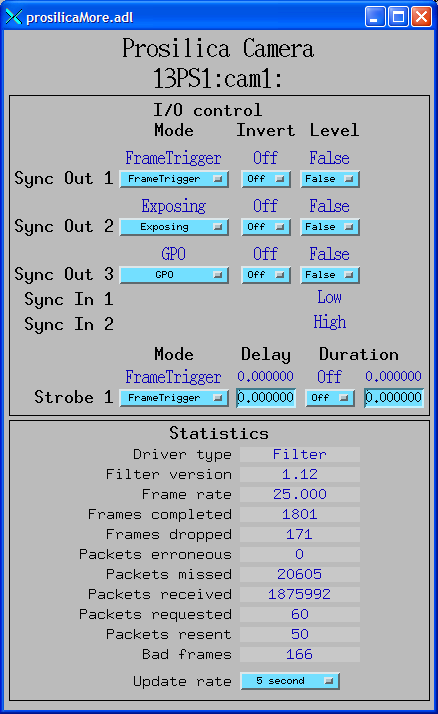 prosilicaMore.adl
Prosilica Camera
13PS1:cam1:
I/O control
Mode Invert Level
FrameTrigger Off False
Sync Out 1 FrameTrigger Off False
Exposing Off False
Sync Out 2 Exposing Off False
GPO Off False
Sync Out 3 GPO Off False
Sync In 1 Low
Sync In 2 High
Mode Delay Duration
FrameTrigger 0.000000 Off 0.000000
Strobe 1 FrameTrigger 0.000000 Off 0.000000
Statistics
Driver type Filter
Filter version 1.12
Frame rate 25.000
Frames completed 1801
Frames dropped 171
Packets erroneous 0
Packets missed 20605
Packets received 1875992
Packets requested 60
Packets resent 50
Bad frames 166
Update rate 5 second